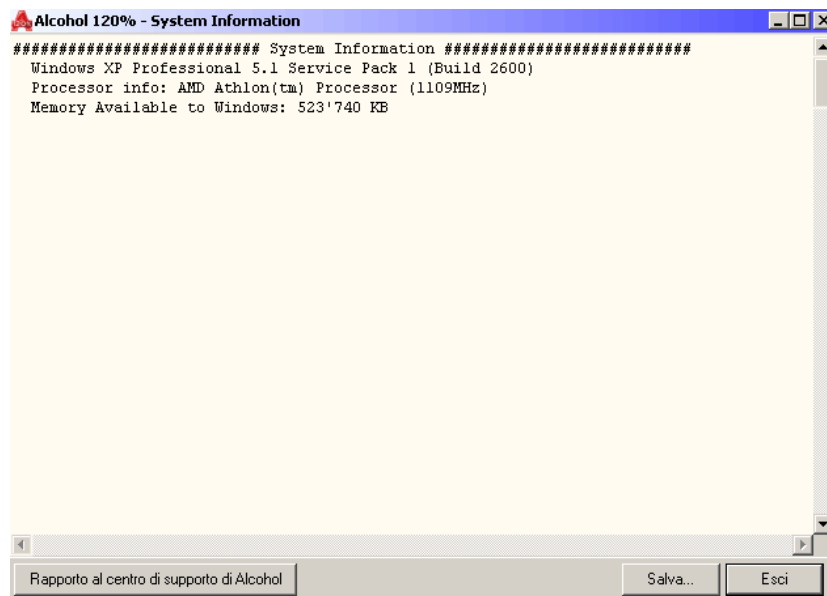 Alcohol 120% - System Information
########################### System Information ###########################
Windows XP Professional 5.1 Service Pack 1 (Build 2600)
Processor info: AMD Athlon(tm) Processor (1109MHz)
Memory Available to Windows: 523'740 KB
Rapporto al centro di supporto di Alcohol
Salva...
Esci